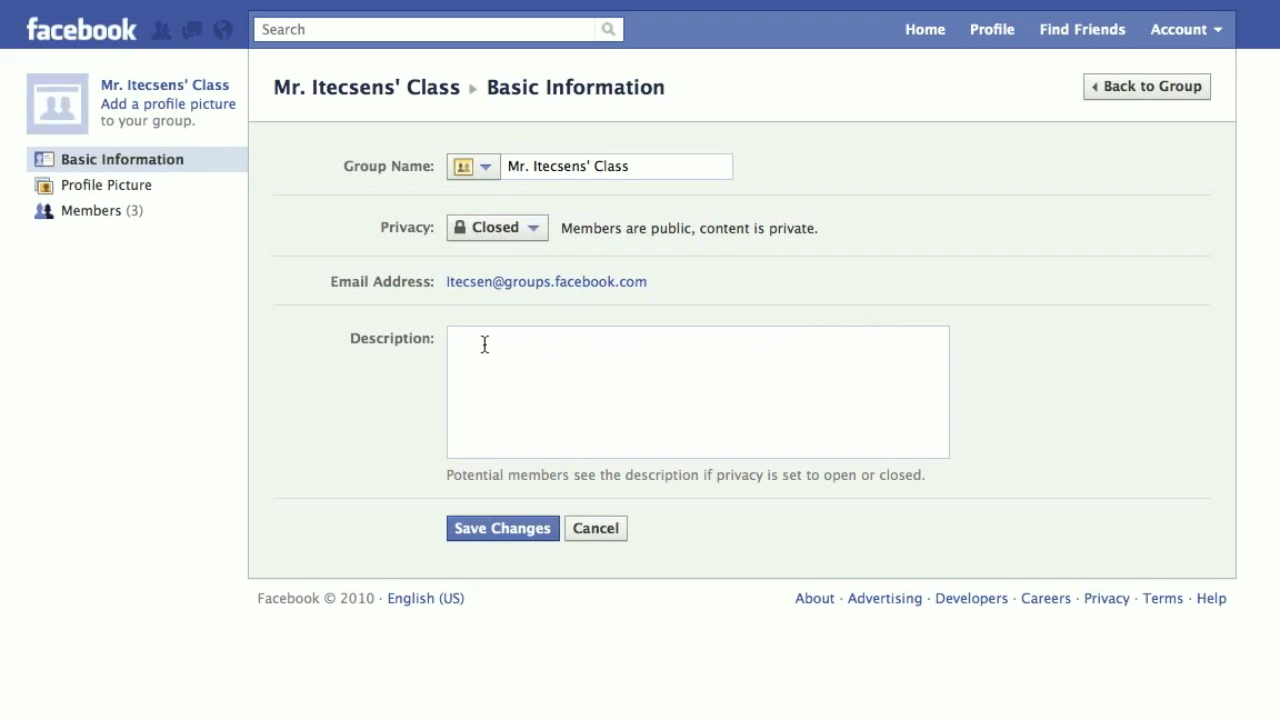 facebook
Search
Home Profile Find Friends Account
Mr. Itecsens' Class
Add a profile picture
to your group.
Basic Information
Profile Picture
Members (3)
Mr. Itecsens' Class Basic Information
Back to Group
Group Name: Mr. Itecsens' Class
Privacy: Closed Members are public, content is private.
Email Address: Itecsen@groups.facebook.com
Description:
Potential members see the description if privacy is set to open or closed.
Save Changes Cancel
Facebook © 2010 · English (US)
About · Advertising · Developers · Careers · Privacy · Terms · Help